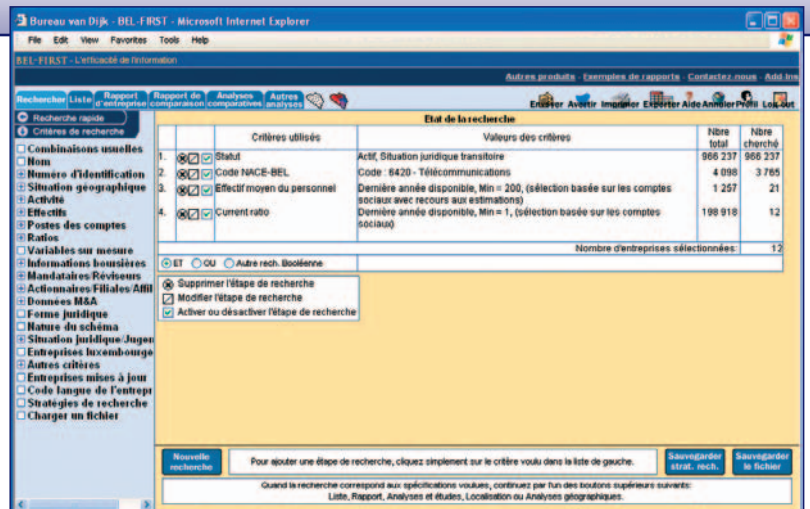 Bureau van Dijk - BEL-FIRST - Microsoft Internet Explorer
File Edit View Favorites Tools Help
BEL-FIRST - L'efficacité de l'information
Autres produits - Exemples de rapports - Contactez nous - Add Ins
Rechercher Liste Rapport d'entreprise Rapport de comparaison Analyses comparatives Autres analyses
Avertir Imprimer Exporter Aide Annuler Profil Log Out
Recherche rapide
Critères de recherche
Combinaisons usuelles
Nom
Numéro d'identification
Situation géographique
Activité
Effectifs
Postes des comptes
Ratios
Variables sur mesure
Informations boursières
Mandataires/Réviseurs
Actionnaires/Filiales/Affil
Données M&A
Forme juridique
Nature du schéma
Situation juridique/Jugen
Entreprises luxembourge
Autres critères
Entreprises mises à jour
Code langue de l'entrepr
Stratégies de recherche
Charger un fichier
Etat de la recherche
Critères utilisés Valeurs des critères Nbre total Nbre cherché
1. Statut Actif, Situation juridique transitoire 966 237 966 237
2. Code NACE-BEL Code : 6420 - Télécommunications 4 098 3 765
3. Effectif moyen du personnel Dernière année disponible, Min = 200, (sélection basée sur les comptes sociaux avec recours aux estimations) 1 257 21
4. Current ratio Dernière année disponible, Min = 1, (sélection basée sur les comptes sociaux) 198 918 12
Nombre d'entreprises sélectionnées: 12
ET OU Autre rech. Booléenne
Supprimer l'étape de recherche
Modifier l'étape de recherche
Activer ou désactiver l'étape de recherche
Nouvelle recherche
Pour ajouter une étape de recherche, cliquez simplement sur le critère voulu dans la liste de gauche.
Sauvegarder strat. rech.
Sauvegarder le fichier
Quand la recherche correspond aux spécifications voulues, continuez par l'un des boutons supérieurs suivants:
Liste, Rapport, Analyses et études, Localisation ou Analyses géographiques.